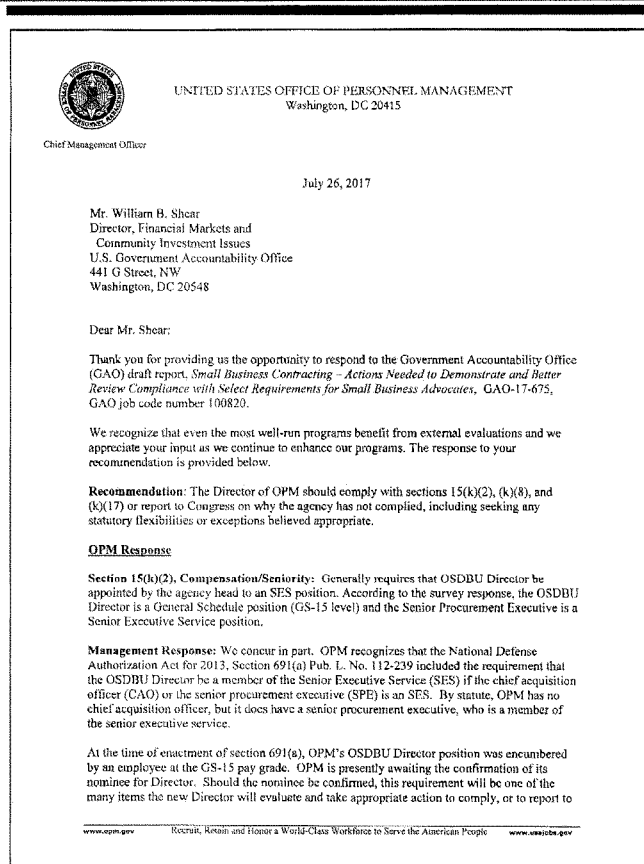 UNITED STATES
OFFICE OF PERSONNEL MANAGEMENT
UNITED STATES OFFICE OF PERSONNEL MANAGEMENT
Washington, DC 20415
Chief Management Officer
July 26, 2017
Mr. William B. Shear
Director, Financial Markets and
Community Investment Issues
U.S. Government Accountability Office
441 G Street, NW
Washington, DC 20548
Dear Mr. Shear:
Thank you for providing us the opportunity to respond to the Government Accountability Office
(GAO) draft report, Small Business Contracting – Actions Needed to Demonstrate and Better
Review Compliance with Select Requirements for Small Business Advocates, GAO-17-675,
GAO job code number 100820.
We recognize that even the most well-run programs benefit from external evaluations and we
appreciate your input as we continue to enhance our programs. The response to your
recommendation is provided below.
Recommendation: The Director of OPM should comply with sections 15(k)(2), (k)(8), and
(k)(17) or report to Congress on why the agency has not complied, including seeking any
statutory flexibilities or exceptions believed appropriate.
OPM Response
Section 15(k)(2), Compensation/Seniority: Generally requires that OSDBU Director be
appointed by the agency head to an SES position. According to the survey response, the OSDBU
Director is a General Schedule position (GS-15 level) and the Senior Procurement Executive is a
Senior Executive Service position.
Management Response: We concur in part. OPM recognizes that the National Defense
Authorization Act for 2013, Section 691(a) Pub. L. No. 112-239 included the requirement that
the OSDBU Director be a member of the Senior Executive Service (SES) if the chief acquisition
officer (CAO) or the senior procurement executive (SPE) is an SES. By statute, OPM has no
chief acquisition officer, but it does have a senior procurement executive, who is a member of
the senior executive service.
At the time of enactment of section 691(a), OPM's OSDBU Director position was encumbered
by an employee at the GS-15 pay grade. OPM is presently awaiting the confirmation of its
nominee for Director. Should the nominee be confirmed, this requirement will be one of the
many items the new Director will evaluate and take appropriate action to comply, or to report to
www.opm.gov Recruit, Retain and Honor a World-Class Workforce to Serve the American People www.usajobs.gov